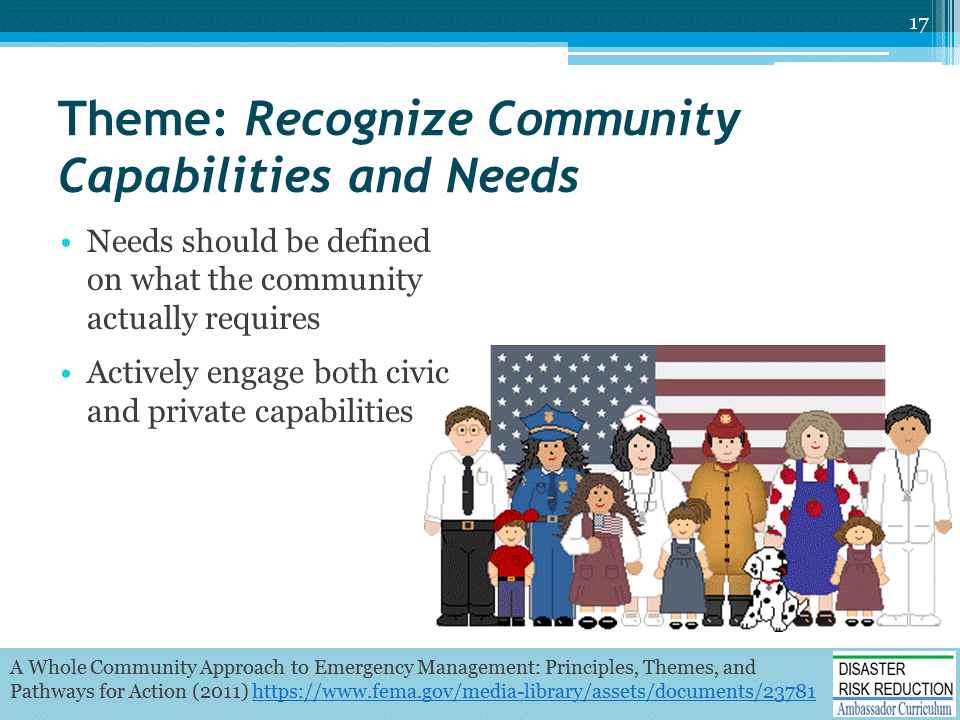 17
Theme: Recognize Community
Capabilities and Needs
• Needs should be defined
on what the community
actually requires
• Actively engage both civic
and private capabilities
A Whole Community Approach to Emergency Management: Principles, Themes, and
Pathways for Action (2011) https://www.fema.gov/media-library/assets/documents/23781
DISASTER
RISK REDUCTION
Ambassador Curriculum